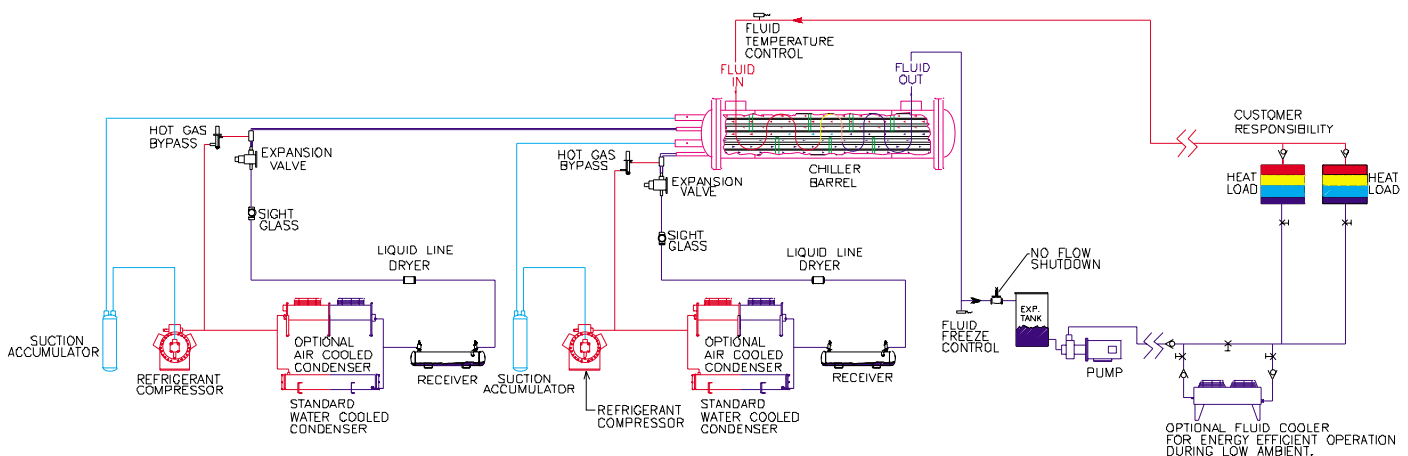 FLUID
TEMPERATURE
CONTROL
FLUID
IN
FLUID
OUT
HOT GAS
BYPASS
EXPANSION
VALVE
SIGHT
GLASS
LIQUID LINE
DRYER
SUCTION
ACCUMULATOR
REFRIGERANT
COMPRESSOR
OPTIONAL
AIR COOLED
CONDENSER
STANDARD
WATER COOLED
CONDENSER
RECEIVER
HOT GAS
BYPASS
EXPANSION
VALVE
SIGHT
GLASS
LIQUID LINE
DRYER
SUCTION
ACCUMULATOR
REFRIGERANT
COMPRESSOR
OPTIONAL
AIR COOLED
CONDENSER
STANDARD
WATER COOLED
CONDENSER
RECEIVER
CHILLER
BARREL
CUSTOMER
RESPONSIBILITY
HEAT
LOAD
HEAT
LOAD
NO FLOW
SHUTDOWN
FLUID
FREEZE
CONTROL
EXP.
TANK
PUMP
OPTIONAL FLUID COOLER
FOR ENERGY EFFICIENT OPERATION
DURING LOW AMBIENT.